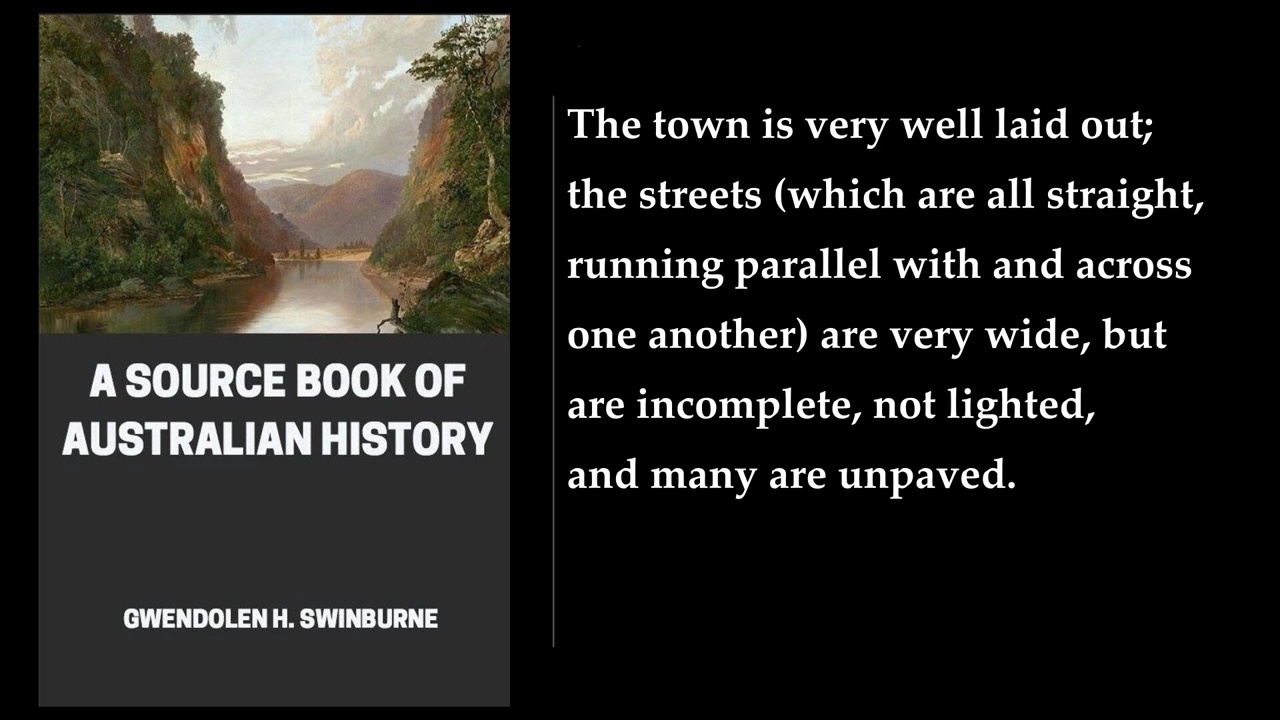 A SOURCE BOOK OF
AUSTRALIAN HISTORY
GWENDOLEN H. SWINBURNE
The town is very well laid out;
the streets (which are all straight,
running parallel with and across
one another) are very wide, but
are incomplete, not lighted,
and many are unpaved.